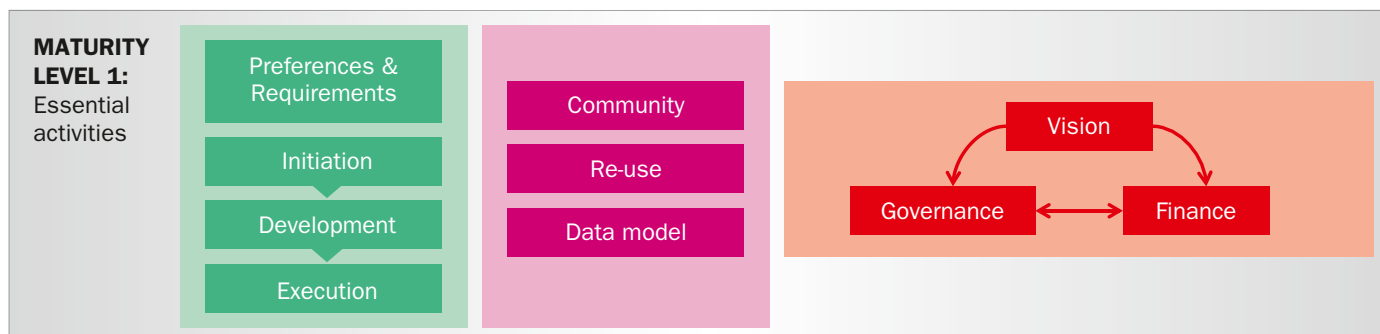 MATURITY
LEVEL 1:
Essential
activities
Preferences &
Requirements
Initiation
Development
Execution
Community
Re-use
Data model
Vision
Governance
Finance